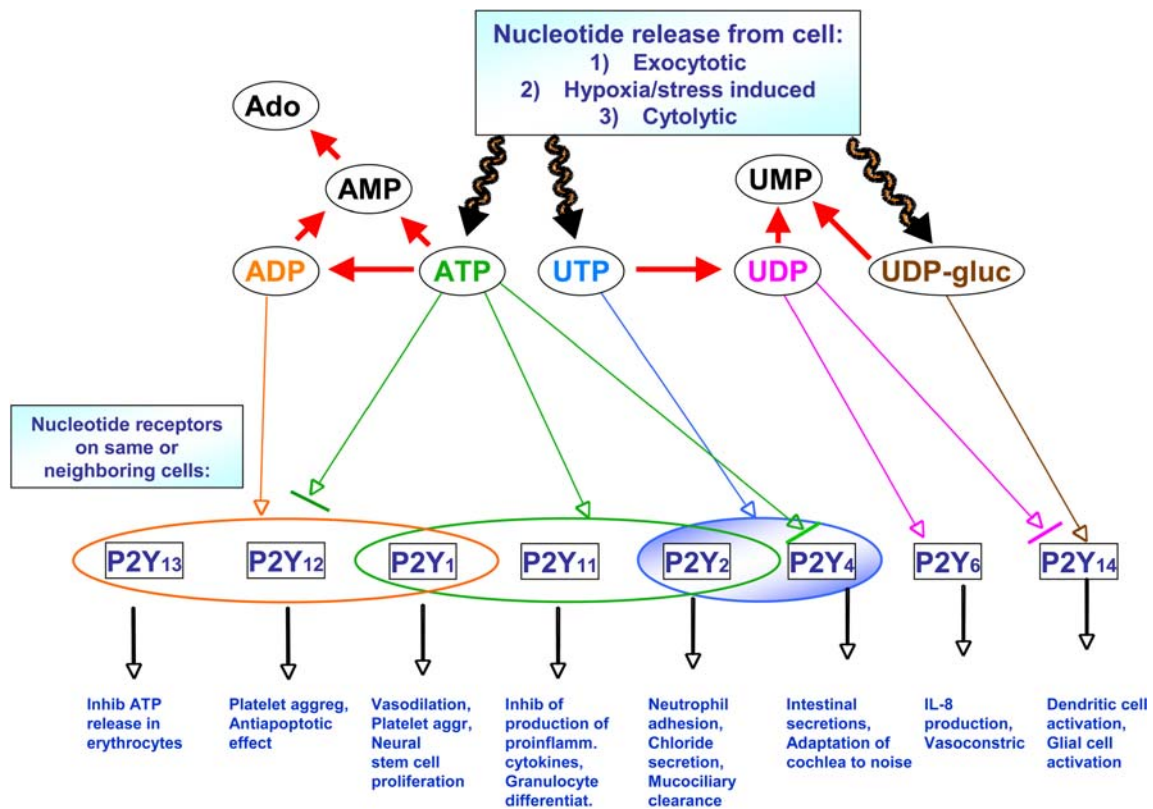 Nucleotide release from cell:
1) Exocytotic
2) Hypoxia/stress induced
3) Cytolytic
Ado
AMP
UMP
ADP
ATP
UTP
UDP
UDP-gluc
Nucleotide receptors
on same or
neighboring cells:
P2Y13
P2Y12
P2Y1
P2Y11
P2Y2
P2Y4
P2Y6
P2Y14
Inhib ATP
release in
erythrocytes
Platelet aggreg,
Antiapoptotic
effect
Vasodilation,
Platelet aggr,
Neural
stem cell
proliferation
Inhib of
production of
proinflamm.
cytokines,
Granulocyte
differentiat.
Neutrophil
adhesion,
Chloride
secretion,
Mucociliary
clearance
Intestinal
secretions,
Adaptation of
cochlea to noise
IL-8
production,
Vasoconstric
Dendritic cell
activation,
Glial cell
activation